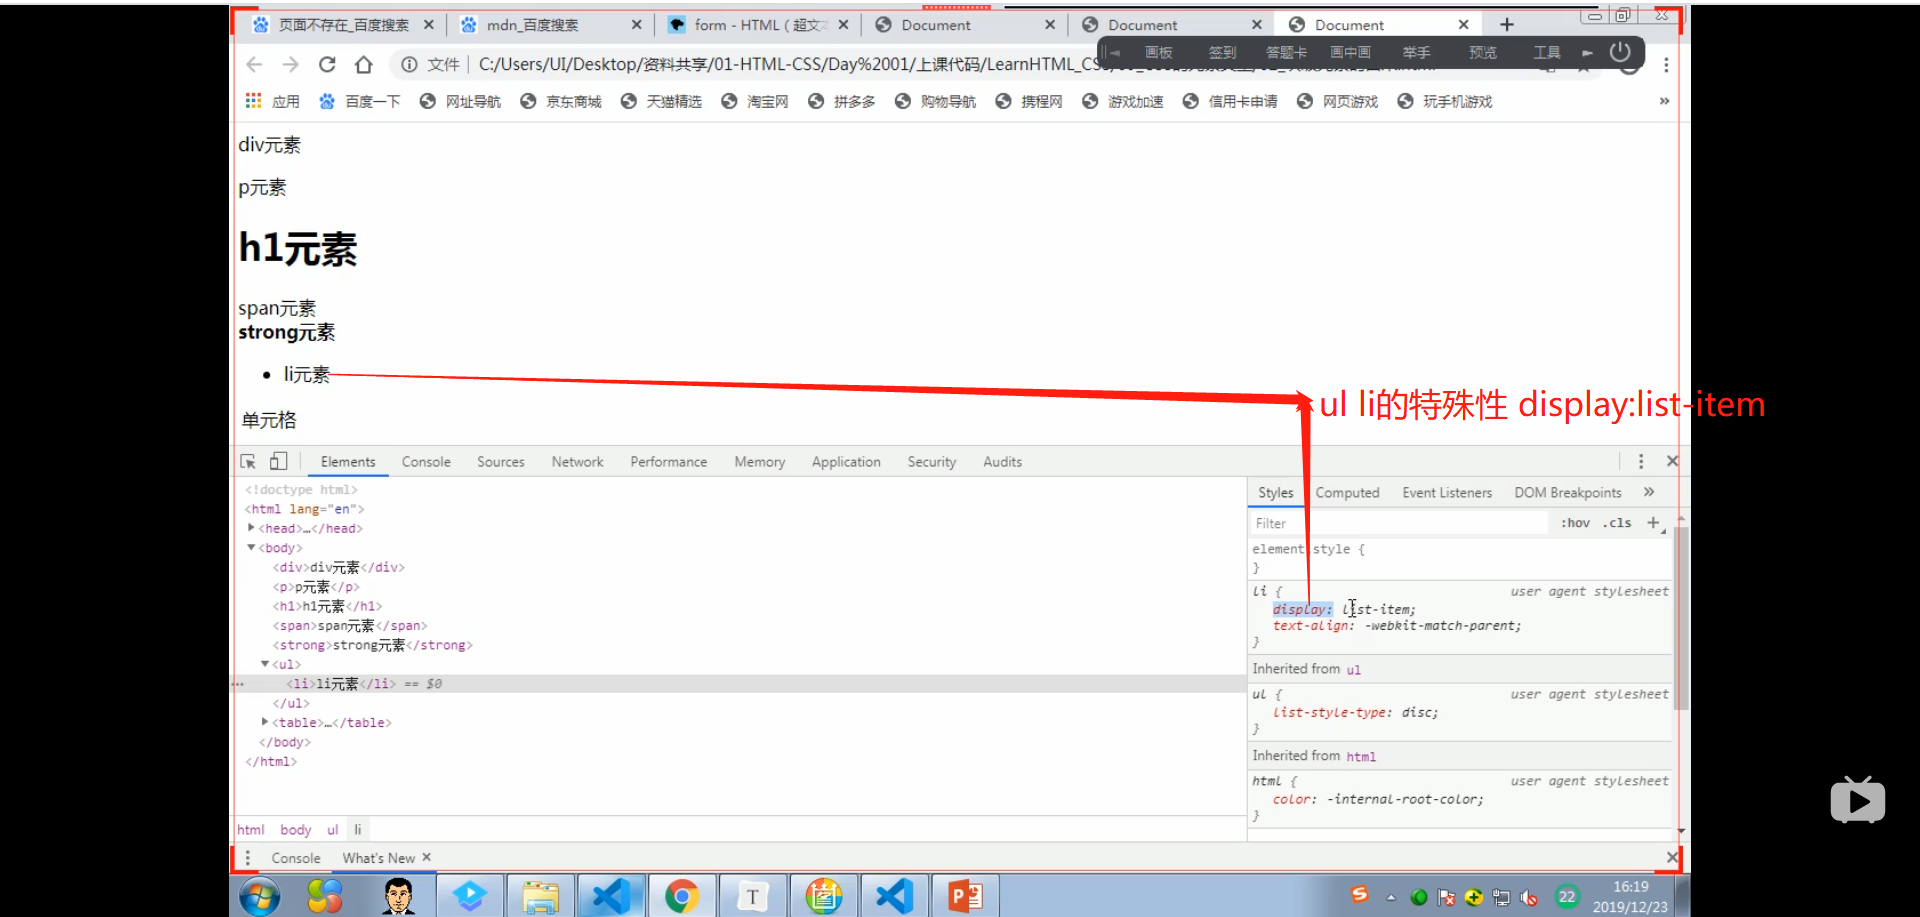 页面不存在_百度搜索
mdn_百度搜索
form - HTML ( 超文
Document
Document
Document
画板 签到 答题卡 画中画 举手 预览 工具
文件 C:/Users/UI/Desktop/资料共享/01-HTML-CSS/Day%2001/上课代码/LearnHTML_CS
应用 百度一下 网址导航 京东商城 天猫精选 淘宝网 拼多多 购物导航 携程网 游戏加速 信用卡申请 网页游戏 玩手机游戏 »
div元素
p元素
h1元素
span元素
strong元素
• li元素
ul li的特殊性 display:list-item
单元格
Elements Console Sources Network Performance Memory Application Security Audits
<!doctype html>
<html lang="en">
<head>…</head>
<body>
<div>div元素</div>
<p>p元素</p>
<h1>h1元素</h1>
<span>span元素</span>
<strong>strong元素</strong>
<ul>
<li>li元素</li> == $0
</ul>
<table>…</table>
</body>
</html>
html body ul li
Styles Computed Event Listeners DOM Breakpoints »
Filter :hov .cls +
element.style {
}
li { user agent stylesheet
display: list-item;
text-align: -webkit-match-parent;
}
Inherited from ul
ul { user agent stylesheet
list-style-type: disc;
}
Inherited from html
html { user agent stylesheet
color: -internal-root-color;
}
Console What's New
T
P
S
22
16:19
2019/12/23